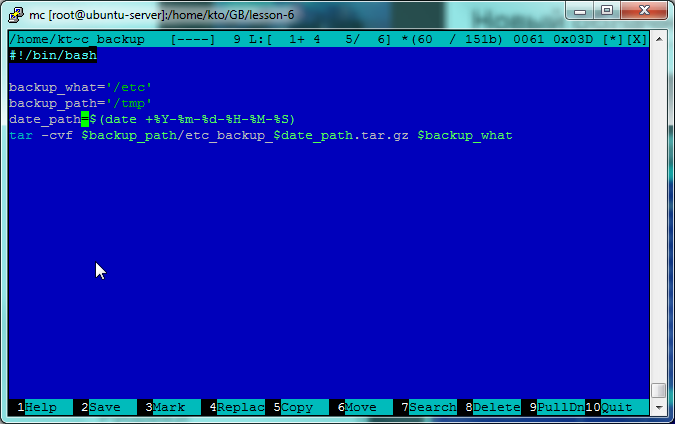 mc [root@ubuntu-server]:/home/kto/GB/lesson-6
Новый
/home/kt~c_backup [----] 9 L:[ 1+ 4 5/ 6] *(60 / 151b) 0061 0x03D [*][X]
#!/bin/bash
backup_what='/etc'
backup_path='/tmp'
date_path=$(date +%Y-%m-%d-%H-%M-%S)
tar -cvf $backup_path/etc_backup_$date_path.tar.gz $backup_what
1Help 2Save 3Mark 4Replac 5Copy 6Move 7Search 8Delete 9PullDn 10Quit